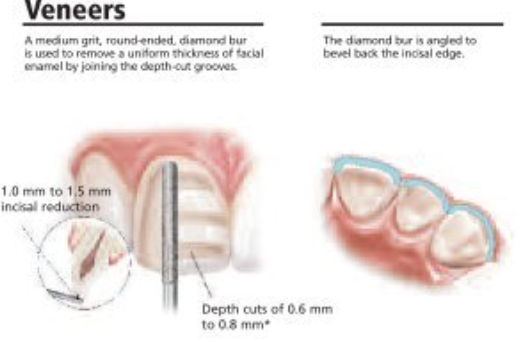 Veneers
A medium grit, round-ended, diamond bur
is used to remove a uniform thickness of facial
enamel by joining the depth-cut grooves.
The diamond bur is angled to
bevel back the incisal edge.
1.0 mm to 1.5 mm
incisal reduction
Depth cuts of 0.6 mm
to 0.8 mm*